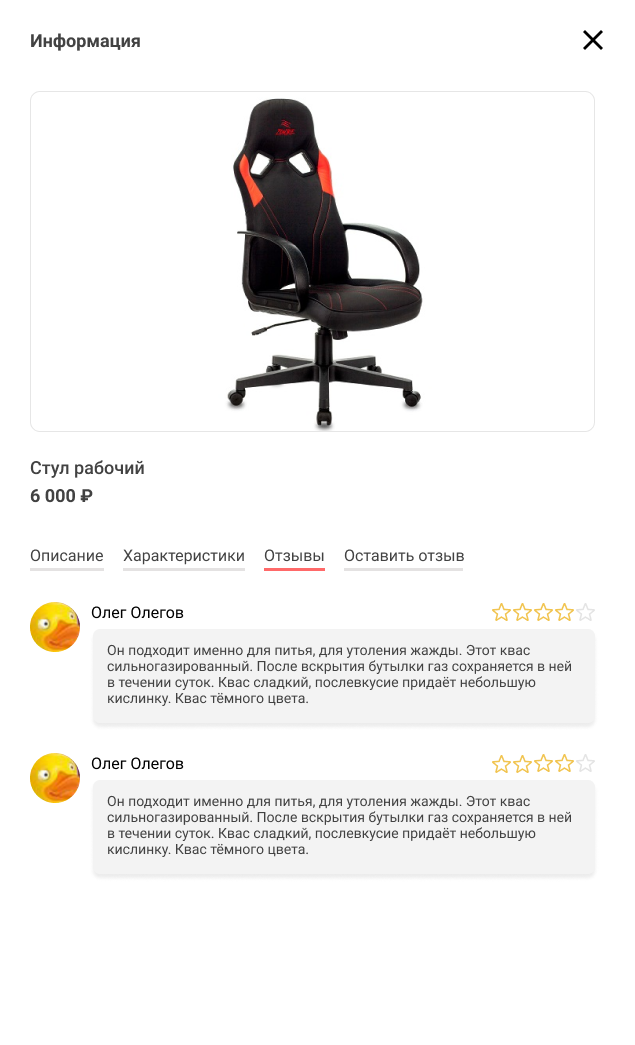 Информация
Стул рабочий
6 000 ₽
Описание Характеристики Отзывы Оставить отзыв
Олег Олегов
Он подходит именно для питья, для утоления жажды. Этот квас
сильногазированный. После вскрытия бутылки газ сохраняется в ней
в течении суток. Квас сладкий, послевкусие придаёт небольшую
кислинку. Квас тёмного цвета.
Олег Олегов
Он подходит именно для питья, для утоления жажды. Этот квас
сильногазированный. После вскрытия бутылки газ сохраняется в ней
в течении суток. Квас сладкий, послевкусие придаёт небольшую
кислинку. Квас тёмного цвета.